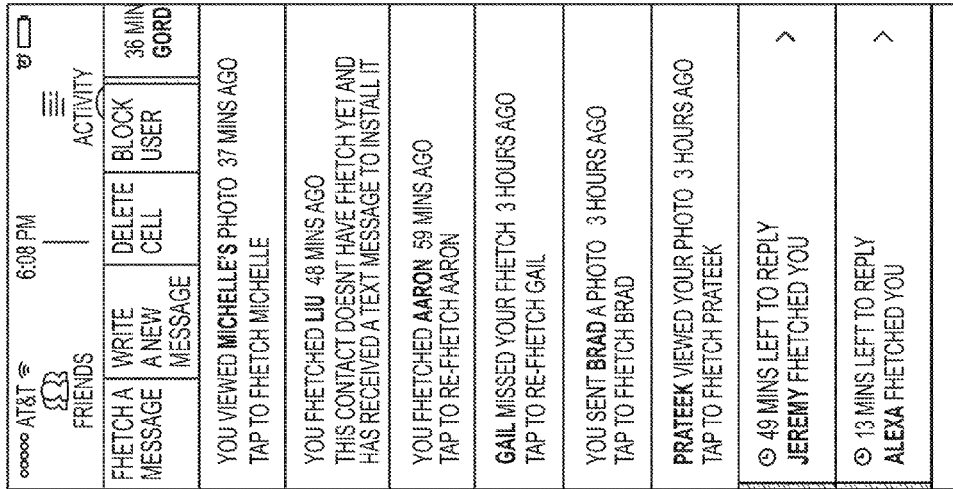 ooooo AT&T 6:08 PM
FRIENDS ACTIVITY
FHETCH A MESSAGE
WRITE A NEW MESSAGE
DELETE CELL
BLOCK USER
36 MIN
GORD
YOU VIEWED MICHELLE'S PHOTO 37 MINS AGO
TAP TO FHETCH MICHELLE
YOU FHETCHED LIU 48 MINS AGO
THIS CONTACT DOESNT HAVE FHETCH YET AND
HAS RECEIVED A TEXT MESSAGE TO INSTALL IT
YOU FHETCHED AARON 59 MINS AGO
TAP TO RE-FHETCH AARON
GAIL MISSED YOUR FHETCH 3 HOURS AGO
TAP TO RE-FHETCH GAIL
YOU SENT BRAD A PHOTO 3 HOURS AGO
TAP TO FHETCH BRAD
PRATEEK VIEWED YOUR PHOTO 3 HOURS AGO
TAP TO FHETCH PRATEEK
49 MINS LEFT TO REPLY
JEREMY FHETCHED YOU
13 MINS LEFT TO REPLY
ALEXA FHETCHED YOU